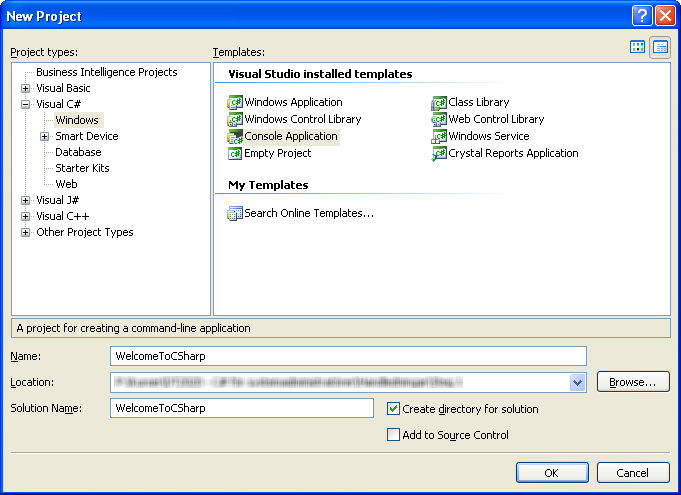 New Project
Project types:
Templates:
Business Intelligence Projects
Visual Basic
Visual C#
Windows
Smart Device
Database
Starter Kits
Web
Visual J#
Visual C++
Other Project Types
Visual Studio installed templates
Windows Application
Class Library
Windows Control Library
Web Control Library
Console Application
Windows Service
Empty Project
Crystal Reports Application
My Templates
Search Online Templates...
A project for creating a command-line application
Name:
WelcomeToCSharp
Location:
Browse...
Solution Name:
WelcomeToCSharp
Create directory for solution
Add to Source Control
OK
Cancel